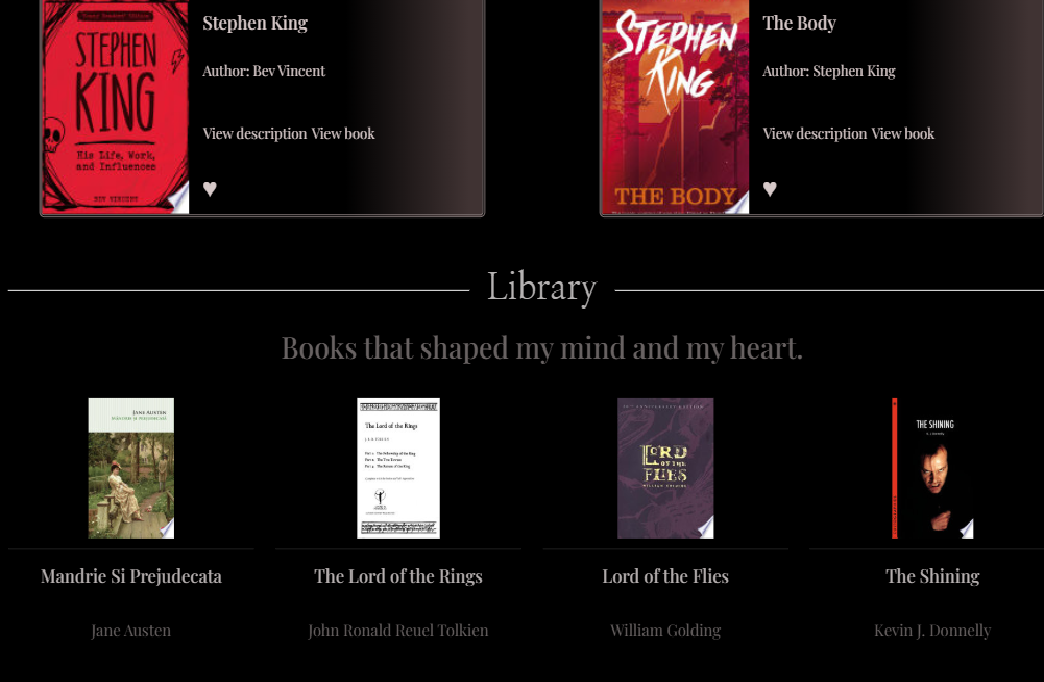 STEPHEN
KING
His Life, Work,
and Influences
BEV VINCENT
Stephen King
Author: Bev Vincent
View description View book
♥
STEPHEN
KING
THE BODY
The Body
Author: Stephen King
View description View book
♥
Library
Books that shaped my mind and my heart.
JANE AUSTEN
Mandrie Si Prejudecata
Jane Austen
The Lord of the Rings
The Lord of the Rings
John Ronald Reuel Tolkien
LORD
OF THE
FLIES
WILLIAM GOLDING
Lord of the Flies
William Golding
THE SHINING
The Shining
Kevin J. Donnelly